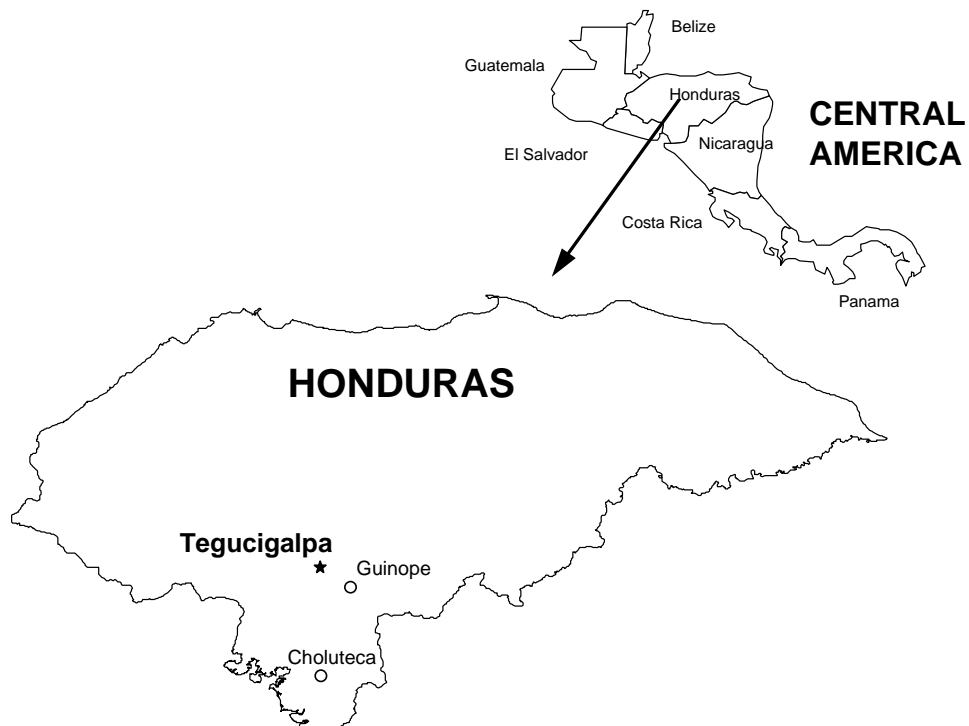 Belize
Guatemala
Honduras
CENTRAL
AMERICA
Nicaragua
El Salvador
Costa Rica
Panama
HONDURAS
Tegucigalpa
Guinope
Choluteca